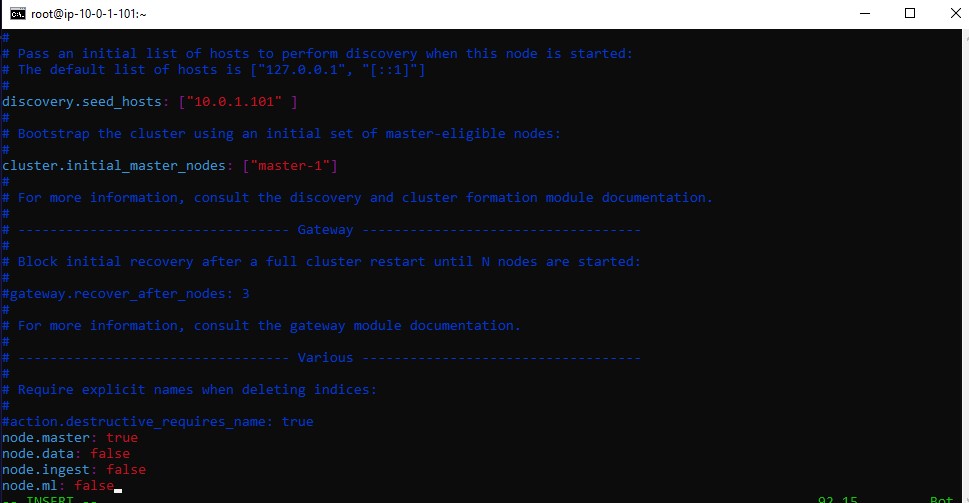 root@ip-10-0-1-101:~
#
# Pass an initial list of hosts to perform discovery when this node is started:
# The default list of hosts is ["127.0.0.1", "[::1]"]
#
discovery.seed_hosts: ["10.0.1.101" ]
#
# Bootstrap the cluster using an initial set of master-eligible nodes:
#
cluster.initial_master_nodes: ["master-1"]
#
# For more information, consult the discovery and cluster formation module documentation.
#
# ---------------------------------- Gateway -----------------------------------
#
# Block initial recovery after a full cluster restart until N nodes are started:
#
#gateway.recover_after_nodes: 3
#
# For more information, consult the gateway module documentation.
#
# ---------------------------------- Various -----------------------------------
#
# Require explicit names when deleting indices:
#
#action.destructive_requires_name: true
node.master: true
node.data: false
node.ingest: false
node.ml: false
-- INSERT -- 92,15 Bot